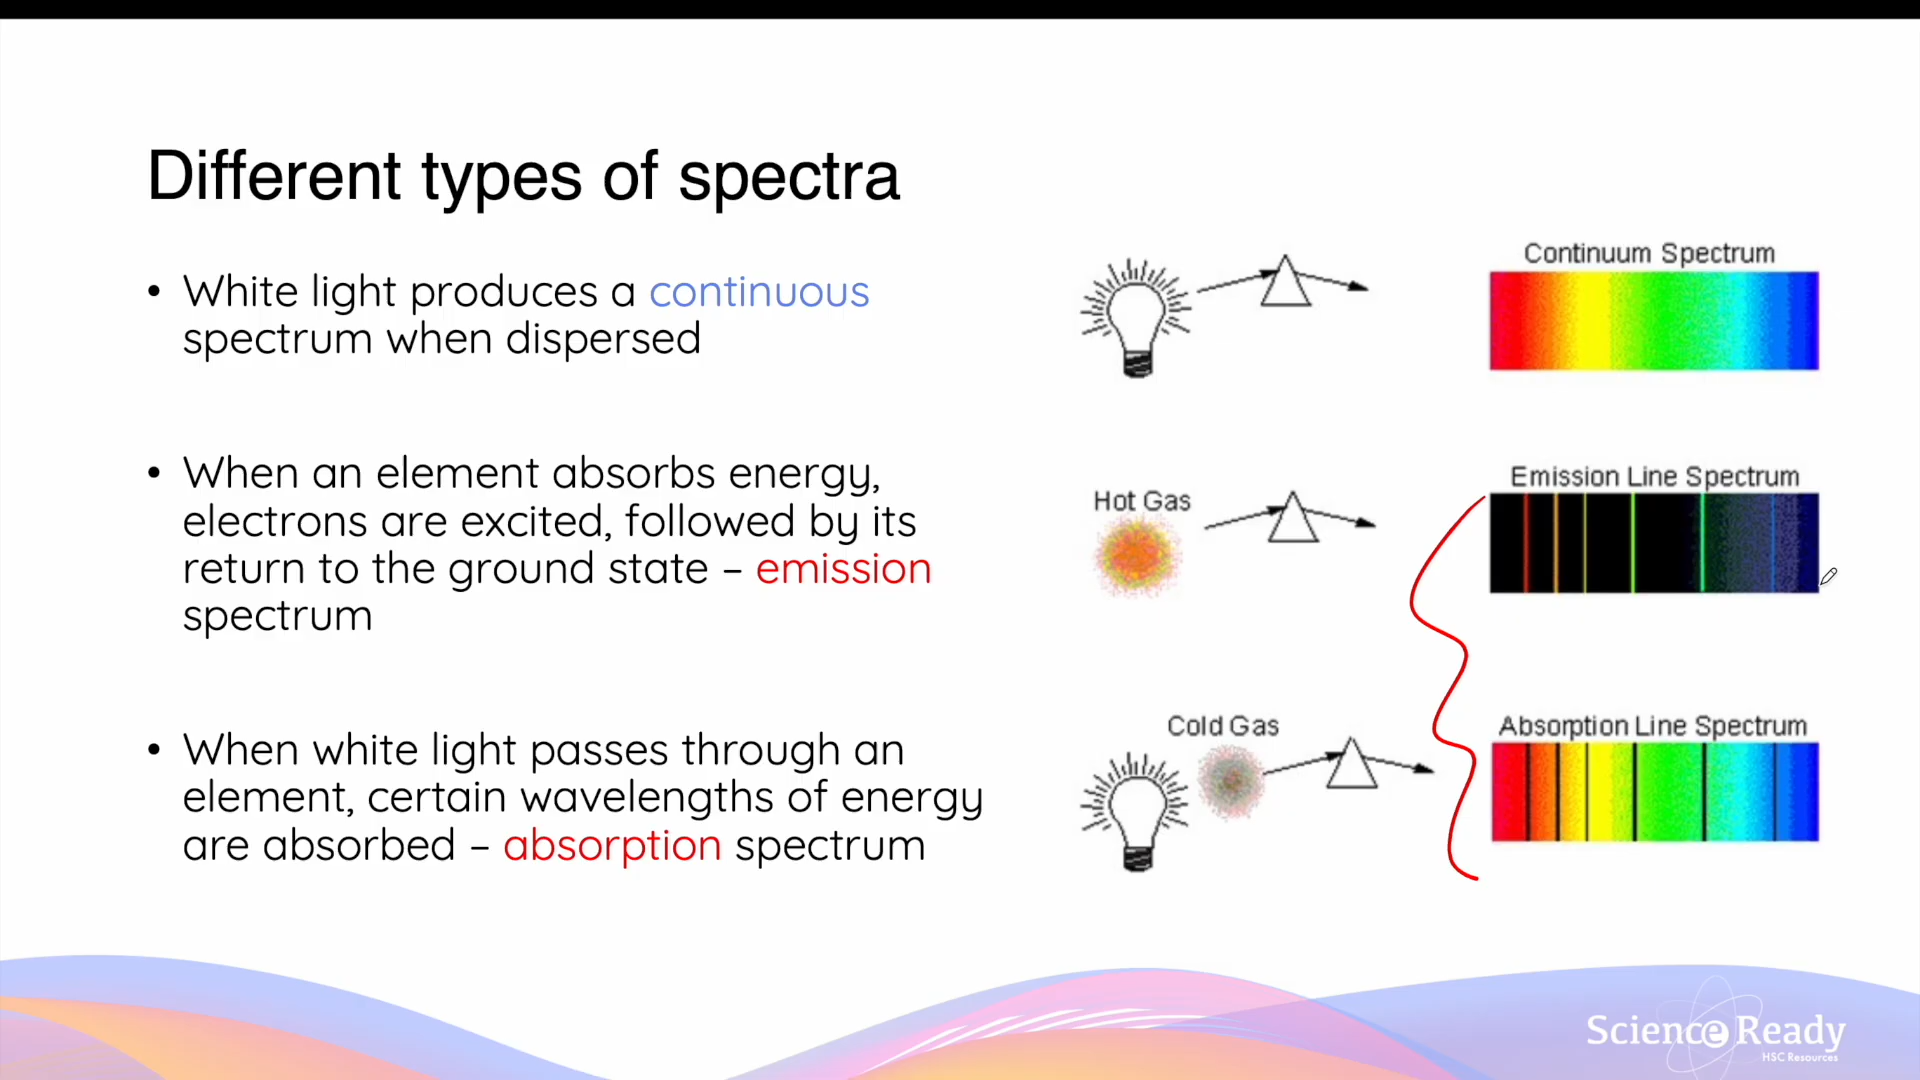 Different types of spectra
• White light produces a continuous
spectrum when dispersed
• When an element absorbs energy,
electrons are excited, followed by its
return to the ground state – emission
spectrum
• When white light passes through an
element, certain wavelengths of energy
are absorbed – absorption spectrum
Continuum Spectrum
Hot Gas
Emission Line Spectrum
Cold Gas
Absorption Line Spectrum
Science Ready
HSC Resources